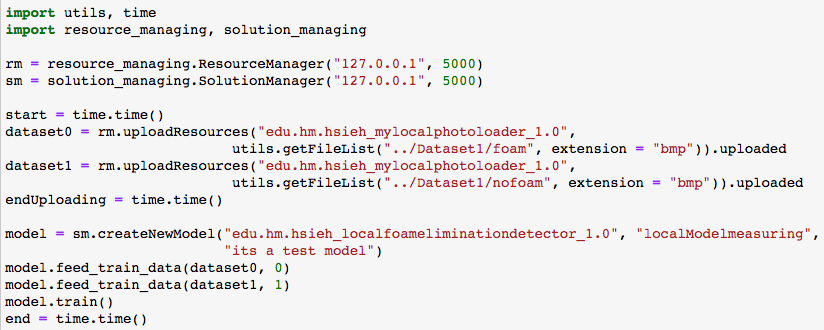 import utils, time
import resource_managing, solution_managing

rm = resource_managing.ResourceManager("127.0.0.1", 5000)
sm = solution_managing.SolutionManager("127.0.0.1", 5000)

start = time.time()
dataset0 = rm.uploadResources("edu.hm.hsieh_mylocalphotoloader_1.0",
                              utils.getFileList("../Dataset1/foam", extension = "bmp")).uploaded
dataset1 = rm.uploadResources("edu.hm.hsieh_mylocalphotoloader_1.0",
                              utils.getFileList("../Dataset1/nofoam", extension = "bmp")).uploaded
endUploading = time.time()

model = sm.createNewModel("edu.hm.hsieh_localfoameliminationdetector_1.0", "localModelmeasuring",
                             "its a test model")
model.feed_train_data(dataset0, 0)
model.feed_train_data(dataset1, 1)
model.train()
end = time.time()